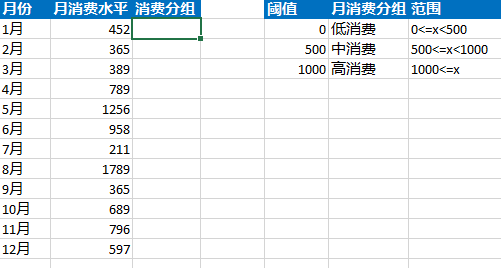 月份 月消费水平 消费分组 阈值 月消费分组 范围
1月 452 0 低消费 0<=x<500
2月 365 500 中消费 500<=x<1000
3月 389 1000 高消费 1000<=x
4月 789
5月 1256
6月 958
7月 211
8月 1789
9月 365
10月 689
11月 796
12月 597